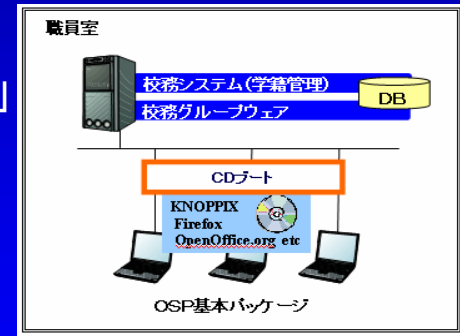 」
職員室
校務システム(学籍管理)
校務グループウェア
DB
CDブート
KNOPPIX
Firefox
OpenOffice.org etc
OSP基本パッケージ